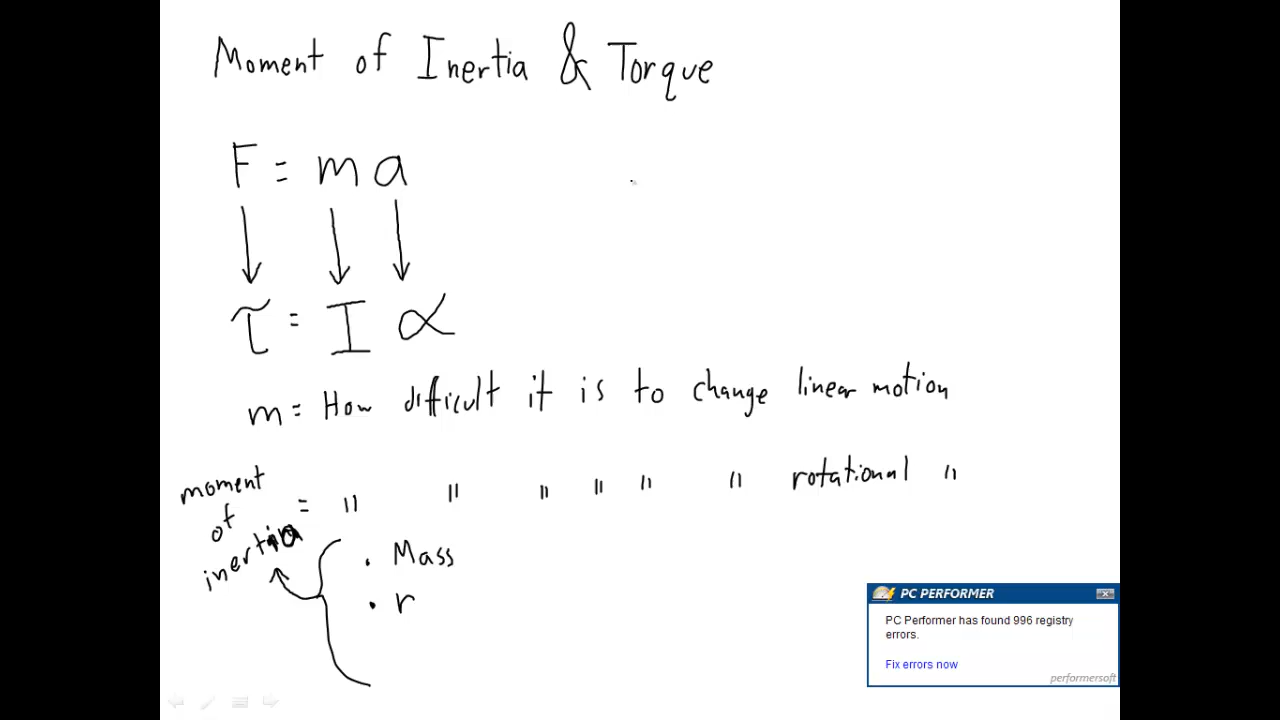 Moment of Inertia & Torque
F = m a
τ = I α
m = How difficult it is to change linear motion
moment
of
inertia
= " " " " " " rotational "
• Mass
• r
PC PERFORMER
PC Performer has found 996 registry
errors.
Fix errors now
performersoft